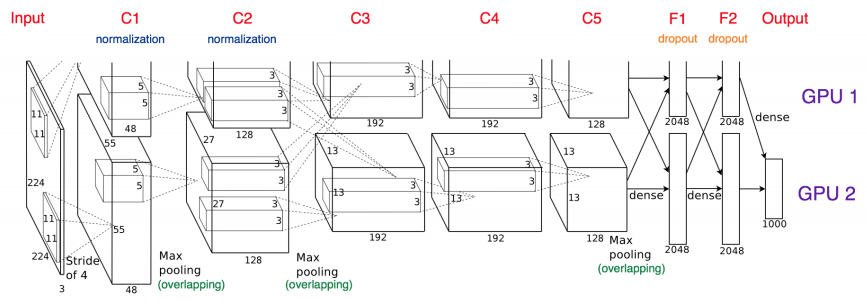 Input C1 C2 C3 C4 C5 F1 F2 Output
normalization normalization dropout dropout
11
11
224
5
5
48
55
3
3
3
128
27
3
3
192
13
3
3
192
13
128
2048
2048
dense
GPU 1
11
11
224
3
Stride
of 4
5
5
55
48
Max
pooling
(overlapping)
3
3
27
3
3
128
Max
pooling
(overlapping)
13
3
3
192
3
13
3
192
13
128
Max
pooling
(overlapping)
dense
2048
dense
2048
1000
GPU 2